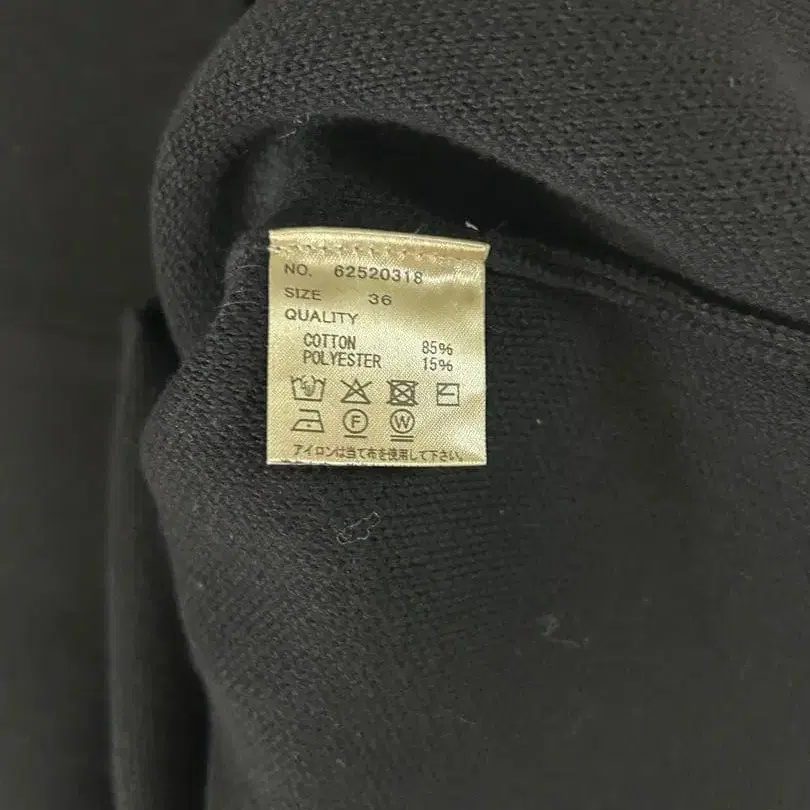 NO. 62520318
SIZE 36
QUALITY
COTTON 85%
POLYESTER 15%
F W
アイロンは当て布を使用して下さい。